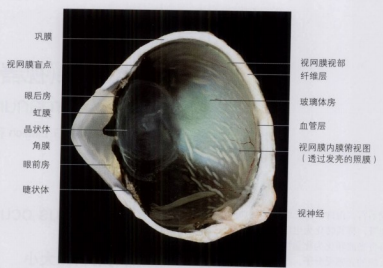 巩膜
视网膜盲点
眼后房
虹膜
晶状体
角膜
眼前房
睫状体
视网膜视部
纤维层
玻璃体房
血管层
视网膜内膜俯视图
（透过发亮的照膜）
视神经